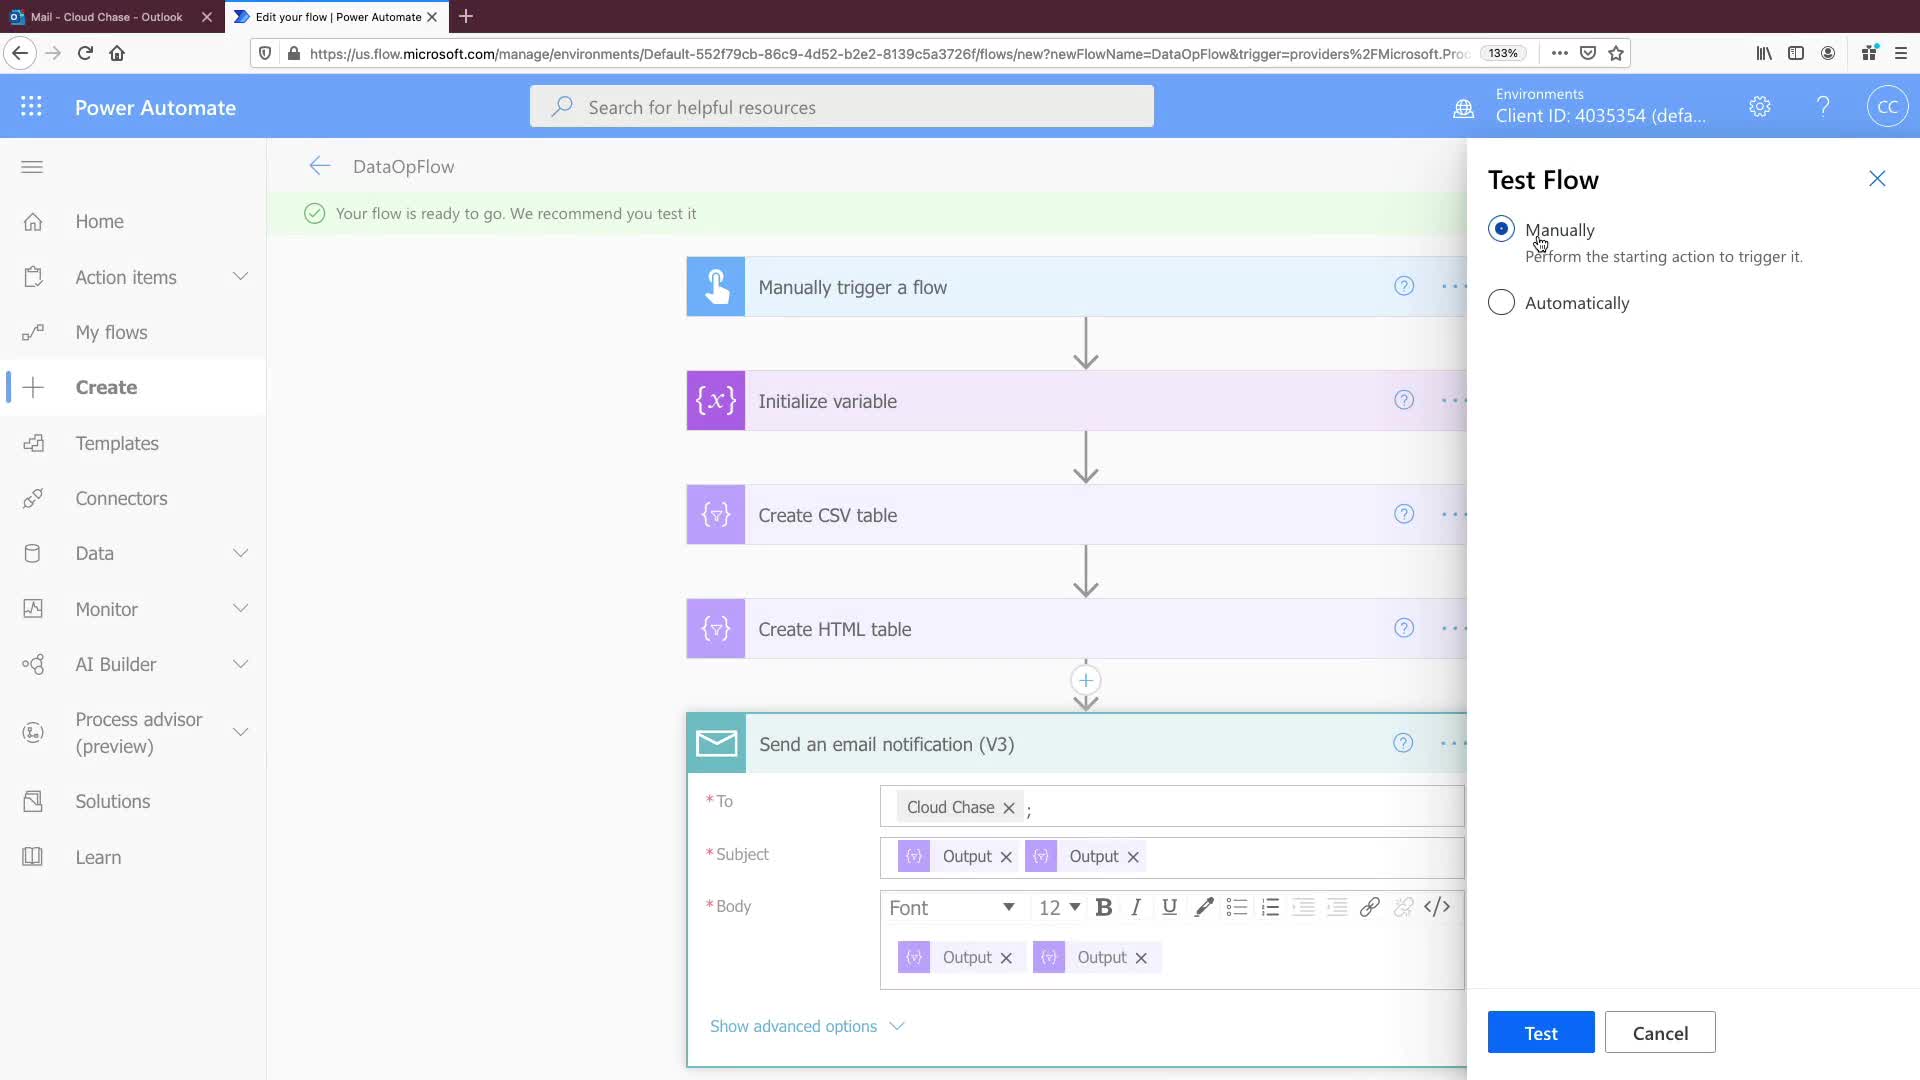 Mail - Cloud Chase - Outlook
Edit your flow | Power Automate
https://us.flow.microsoft.com/manage/environments/Default-552f79cb-86c9-4d52-b2e2-8139c5a3726f/flows/new?newFlowName=DataOpFlow&trigger=providers%2FMicrosoft.Proc
133%
Power Automate
Search for helpful resources
Environments
Client ID: 4035354 (defa...
CC
DataOpFlow
Your flow is ready to go. We recommend you test it
Home
Action items
My flows
Create
Templates
Connectors
Data
Monitor
AI Builder
Process advisor
(preview)
Solutions
Learn
Manually trigger a flow
Initialize variable
Create CSV table
Create HTML table
Send an email notification (V3)
* To
Cloud Chase ;
* Subject
Output Output
* Body
Font 12 B I U </>
Output Output
Show advanced options
Test Flow
Manually
Perform the starting action to trigger it.
Automatically
Test Cancel